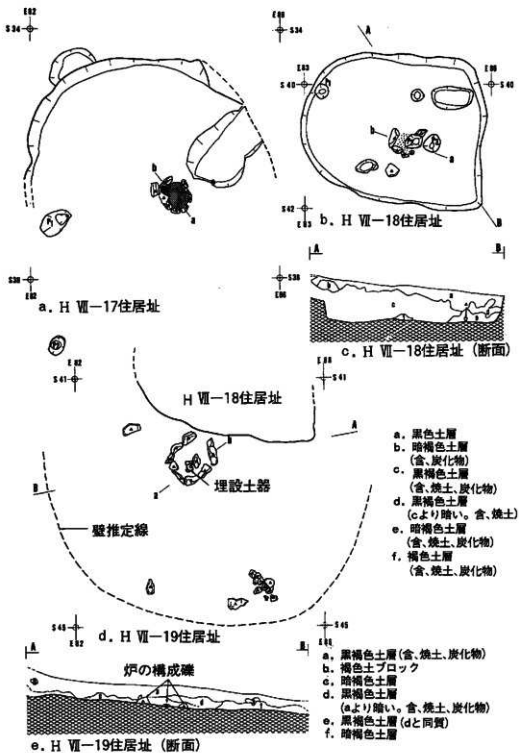 E82
S34
b
a
S38
E82
a. H Ⅶ－17住居址
E86
S34
A
E83
S40
E86
S40
b
a
S42
E83
B
b. H Ⅶ－18住居址
S38
E86
A
B
a
b
c
c. H Ⅶ－18住居址 (断面)
E82
S41
E86
S41
H Ⅶ－18住居址
A
b
a
埋設土器
B
壁推定線
S45
E82
S45
d. H Ⅶ－19住居址
a. 黒色土層
b. 暗褐色土層
(含、炭化物)
c. 黒褐色土層
(含、焼土、炭化物)
d. 黒褐色土層
(cより暗い。含、焼土)
e. 暗褐色土層
(含、焼土、炭化物)
f. 褐色土層
(含、焼土、炭化物)
A
B
炉の構成礫
e. H Ⅶ－19住居址 (断面)
a. 黒褐色土層 (含、焼土、炭化物)
b. 褐色土ブロック
c. 暗褐色土層
d. 黒褐色土層
(aより暗い。含、焼土、炭化物)
e. 黒褐色土層 (dと同質)
f. 暗褐色土層